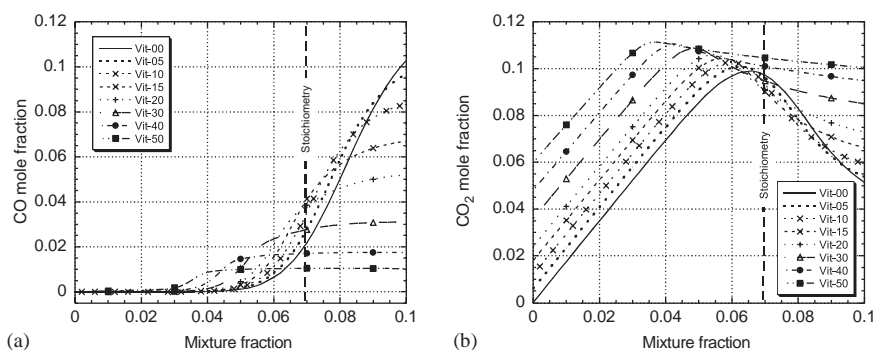 0.12
0.1
0.08
0.06
0.04
0.02
0
CO mole fraction
Vit-00
Vit-05
Vit-10
Vit-15
Vit-20
Vit-30
Vit-40
Vit-50
Stoichiometry
0 0.02 0.04 0.06 0.08 0.1
Mixture fraction
(a)
0.12
0.1
0.08
0.06
0.04
0.02
0
CO2 mole fraction
Stoichiometry
Vit-00
Vit-05
Vit-10
Vit-15
Vit-20
Vit-30
Vit-40
Vit-50
0 0.02 0.04 0.06 0.08 0.1
Mixture fraction
(b)